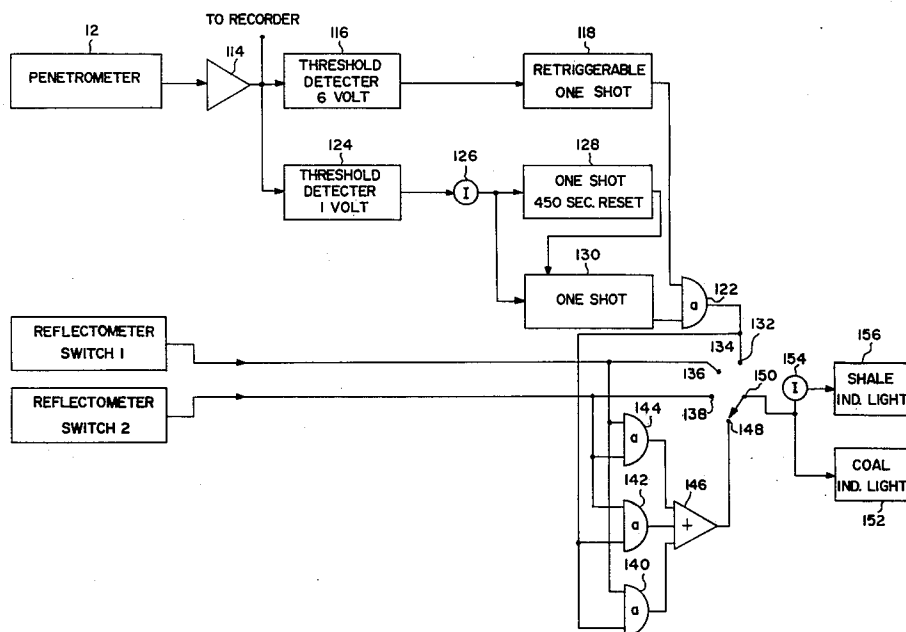 TO RECORDER
12
PENETROMETER
114
116
THRESHOLD
DETECTER
6 VOLT
118
RETRIGGERABLE
ONE SHOT
124
THRESHOLD
DETECTER
1 VOLT
126
I
128
ONE SHOT
450 SEC. RESET
130
ONE SHOT
a
122
REFLECTOMETER
SWITCH 1
REFLECTOMETER
SWITCH 2
132
134
136
138
150
148
154
I
156
SHALE
IND. LIGHT
COAL
IND. LIGHT
152
144
a
142
a
146
+
140
a